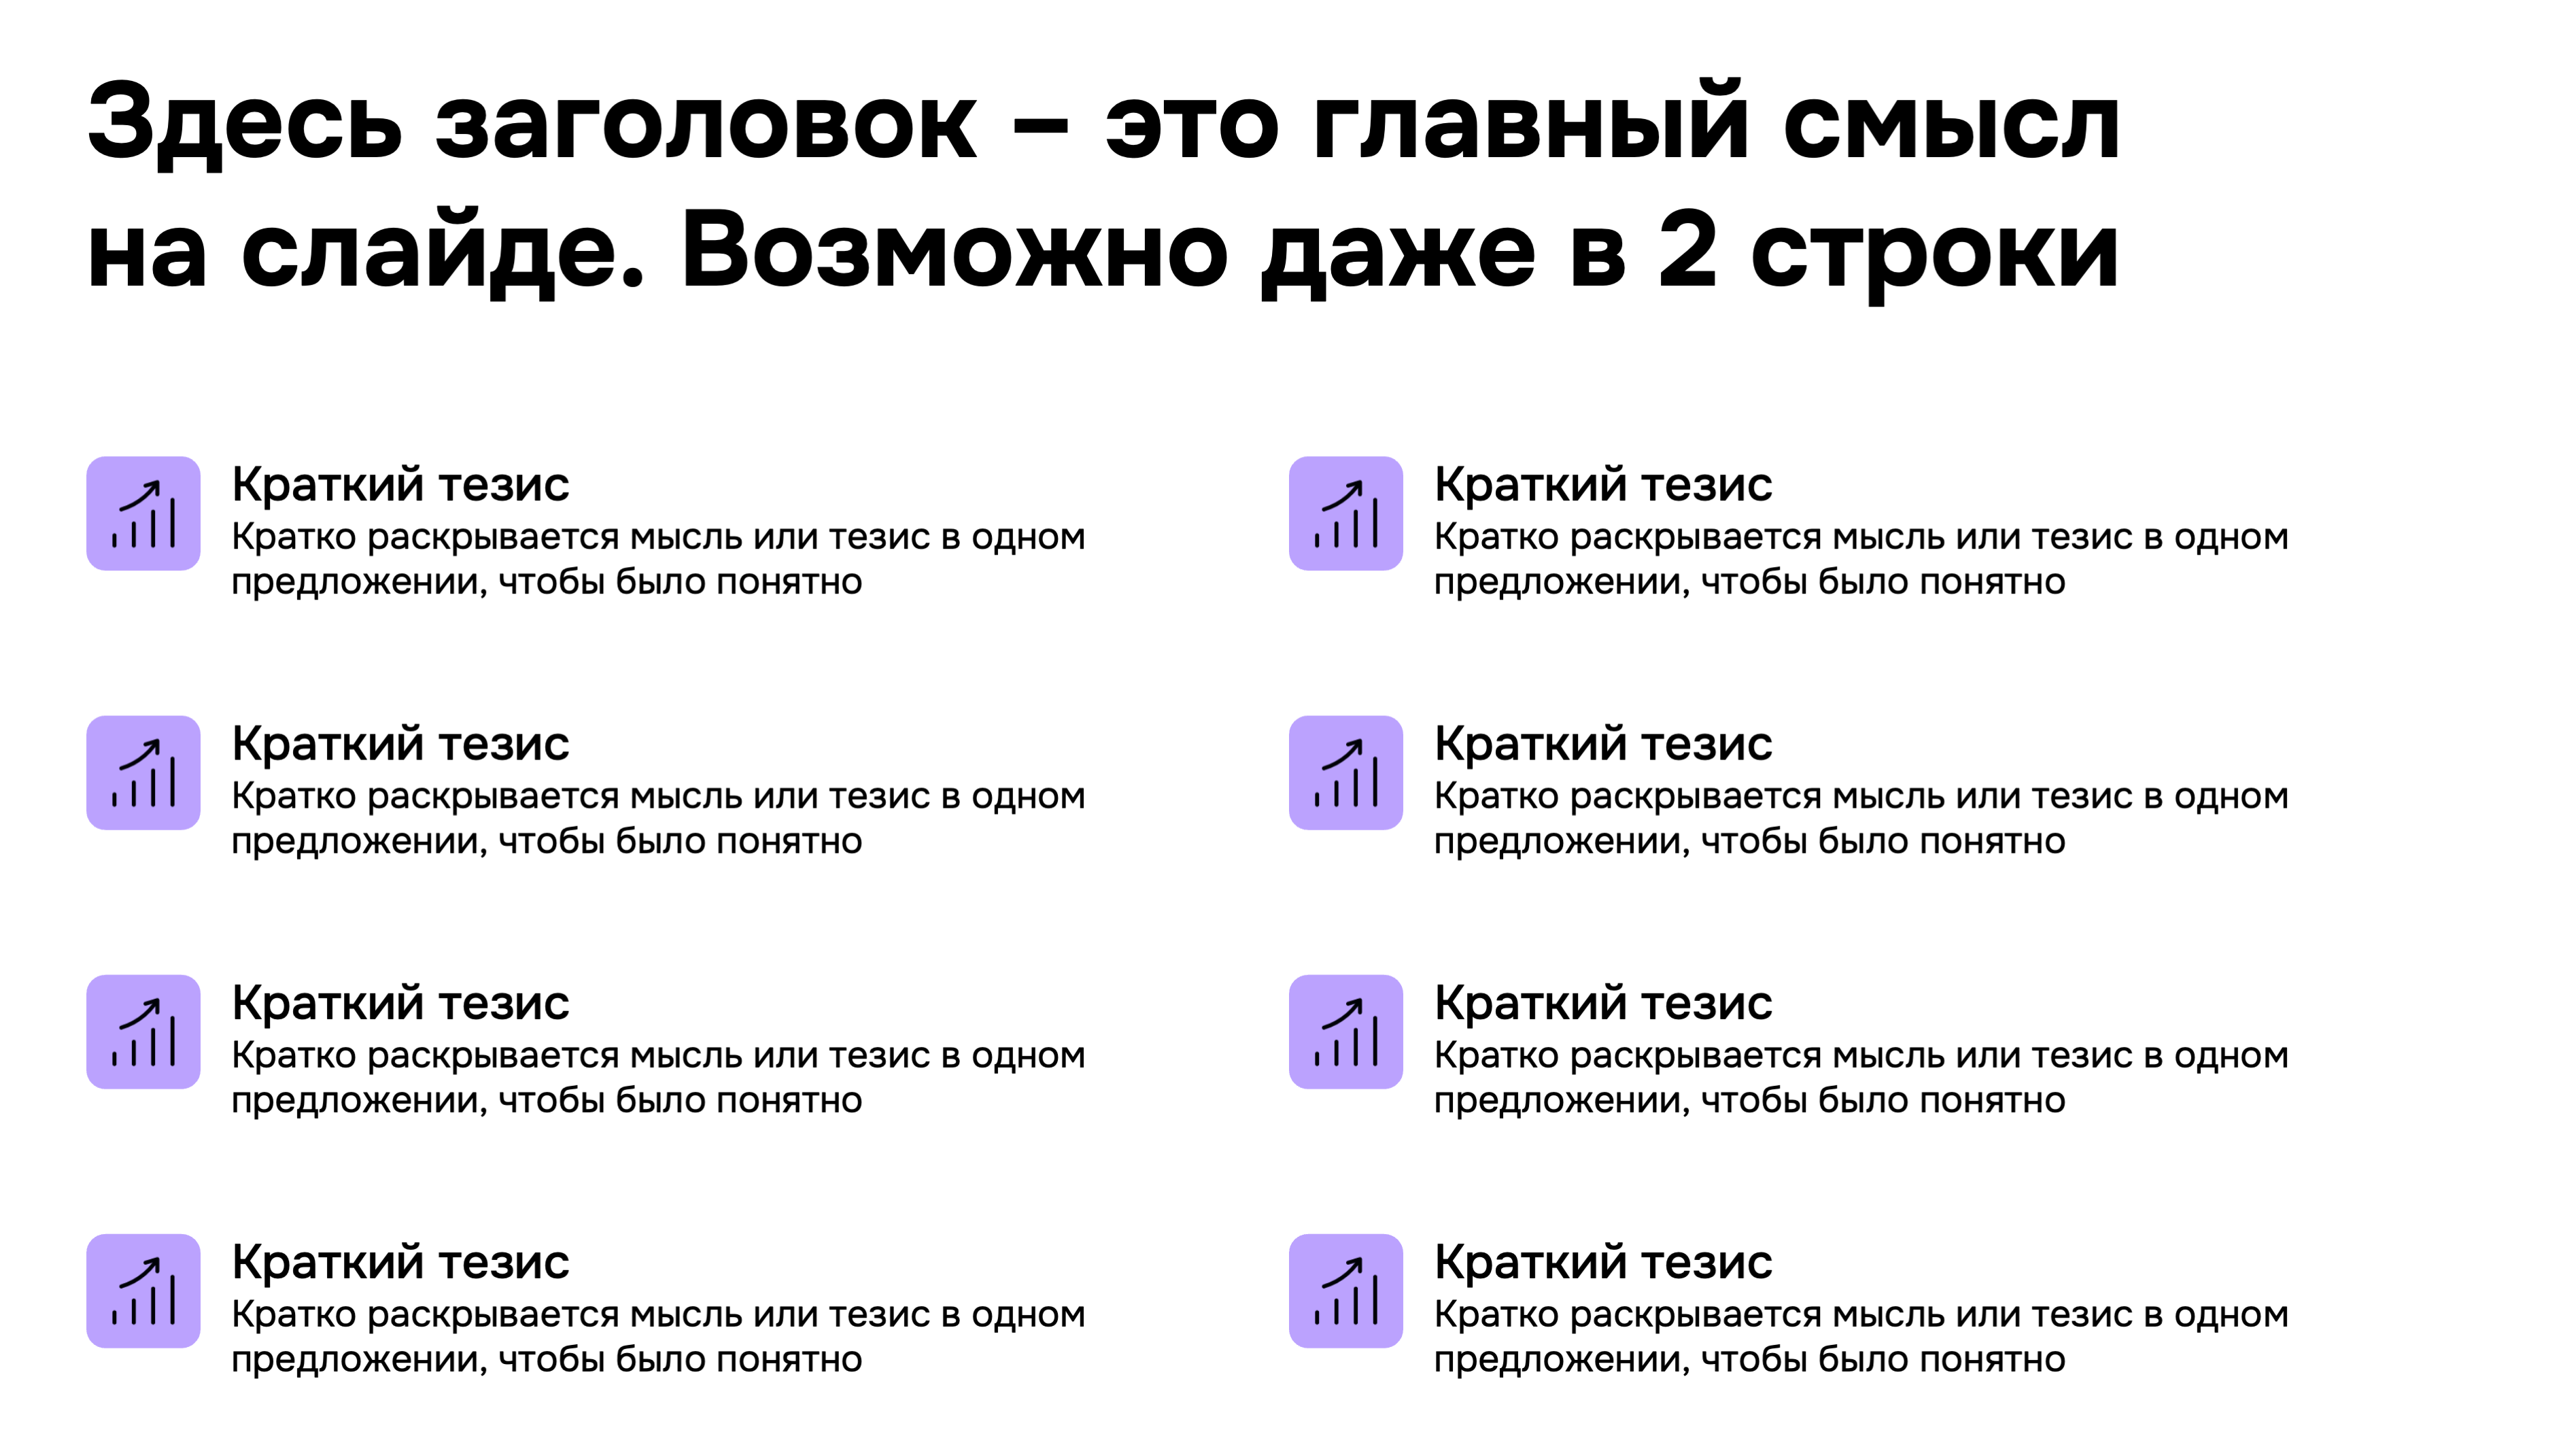 Здесь заголовок – это главный смысл
на слайде. Возможно даже в 2 строки
Краткий тезис
Кратко раскрывается мысль или тезис в одном
предложении, чтобы было понятно
Краткий тезис
Кратко раскрывается мысль или тезис в одном
предложении, чтобы было понятно
Краткий тезис
Кратко раскрывается мысль или тезис в одном
предложении, чтобы было понятно
Краткий тезис
Кратко раскрывается мысль или тезис в одном
предложении, чтобы было понятно
Краткий тезис
Кратко раскрывается мысль или тезис в одном
предложении, чтобы было понятно
Краткий тезис
Кратко раскрывается мысль или тезис в одном
предложении, чтобы было понятно
Краткий тезис
Кратко раскрывается мысль или тезис в одном
предложении, чтобы было понятно
Краткий тезис
Кратко раскрывается мысль или тезис в одном
предложении, чтобы было понятно